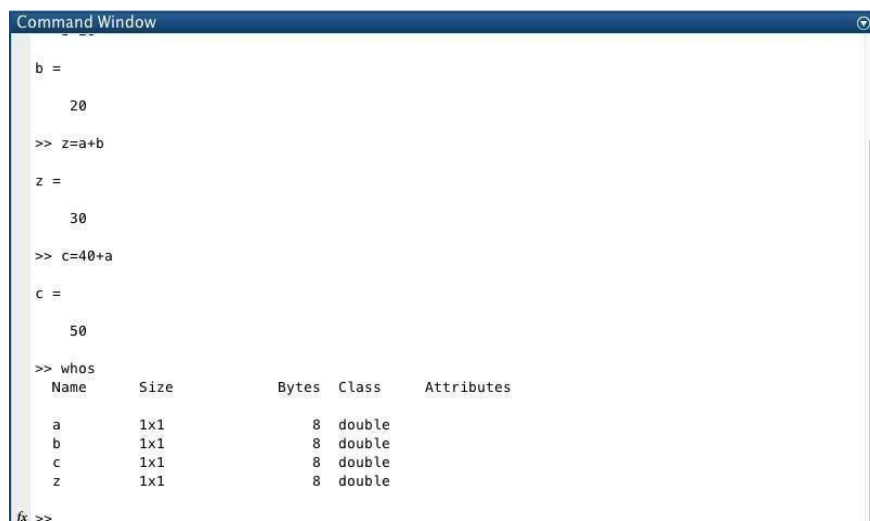 Command Window
b =
20
>> z=a+b
z =
30
>> c=40+a
c =
50
>> whos
Name Size Bytes Class Attributes
a 1x1 8 double
b 1x1 8 double
c 1x1 8 double
z 1x1 8 double
fx >>